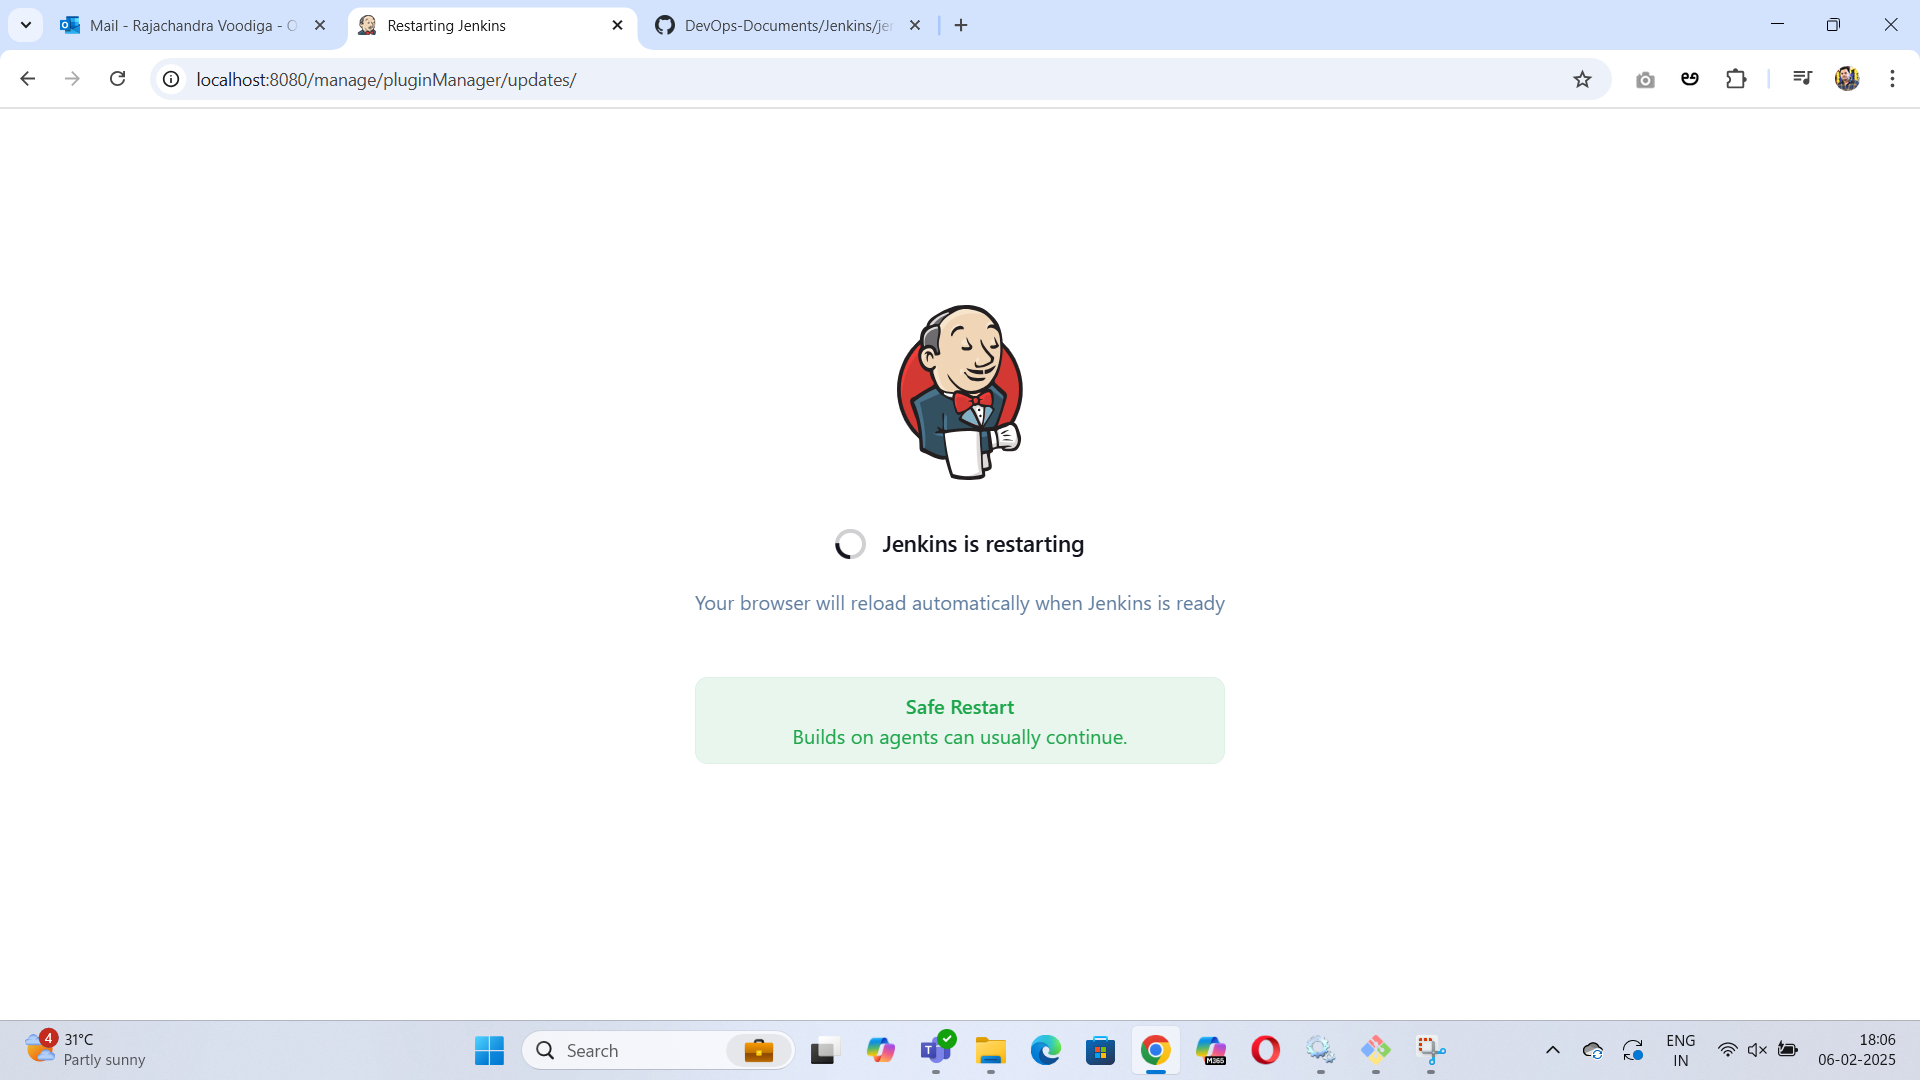 Mail - Rajachandra Voodiga - O
Restarting Jenkins
DevOps-Documents/Jenkins/jen
localhost:8080/manage/pluginManager/updates/
Jenkins is restarting
Your browser will reload automatically when Jenkins is ready
Safe Restart
Builds on agents can usually continue.
4
31°C
Partly sunny
Search
T
M365
ENG
IN
18:06
06-02-2025